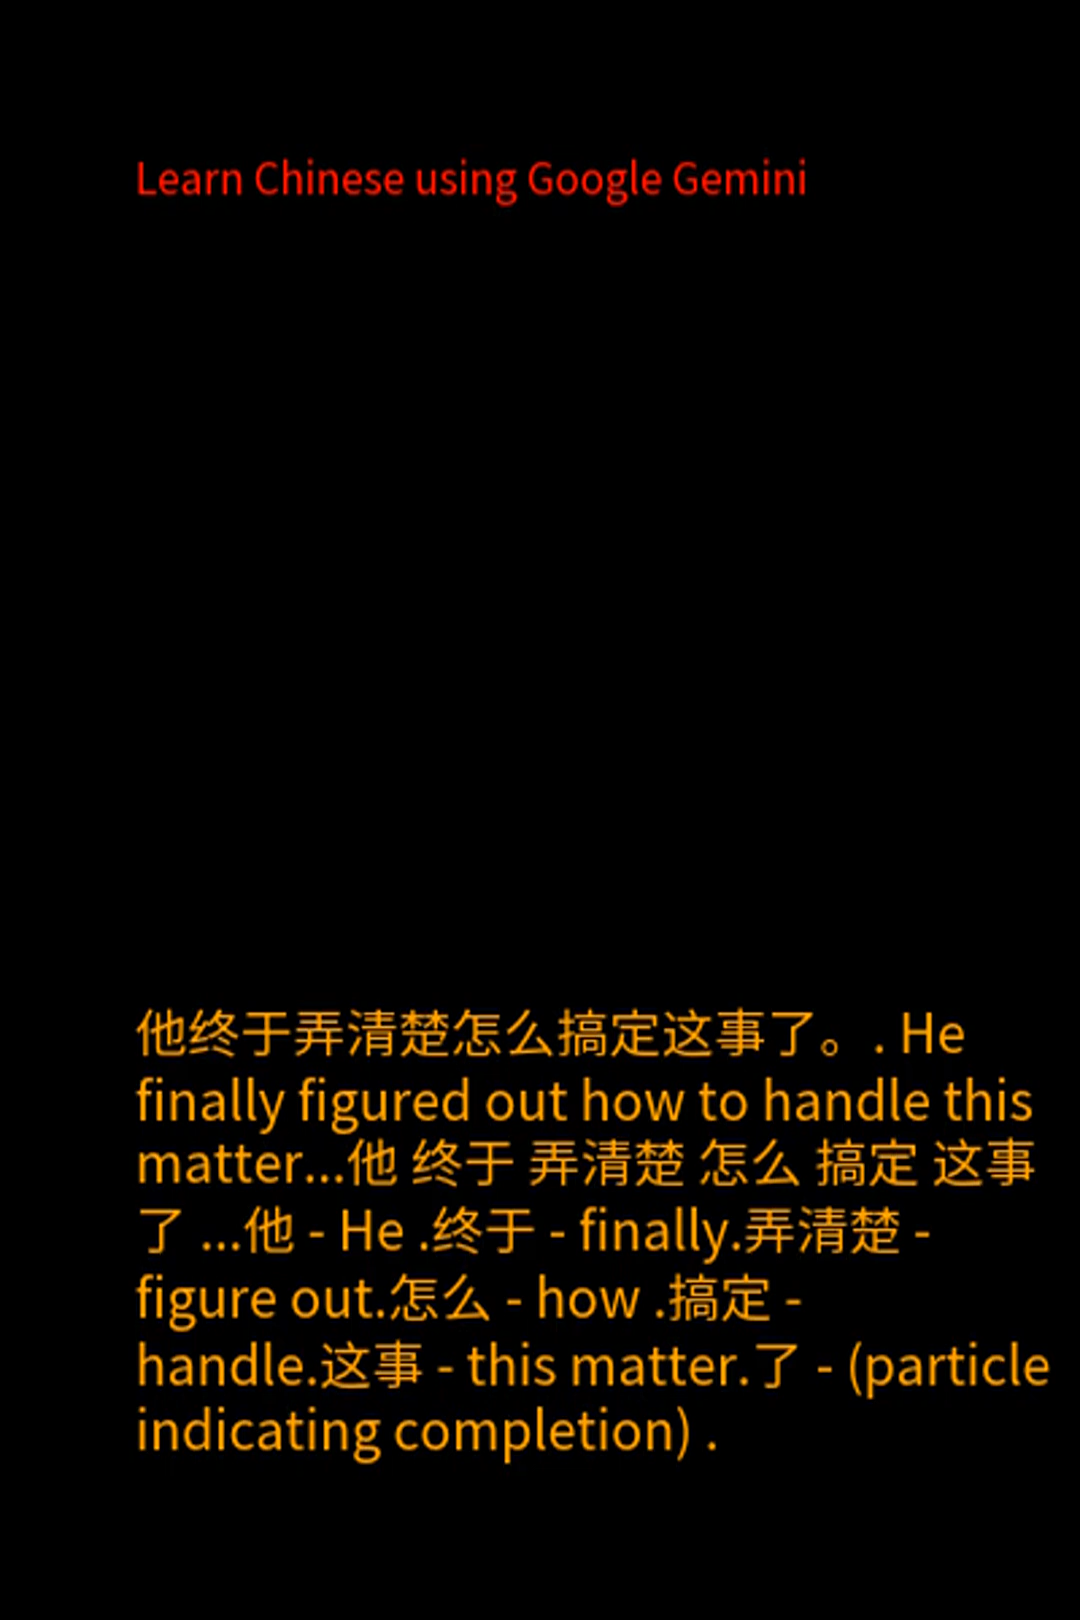 Learn Chinese using Google Gemini
他终于弄清楚怎么搞定这事了。. He
finally figured out how to handle this
matter...他 终于 弄清楚 怎么 搞定 这事
了 ...他 - He .终于 - finally.弄清楚 -
figure out.怎么 - how .搞定 -
handle.这事 - this matter.了 - (particle
indicating completion) .